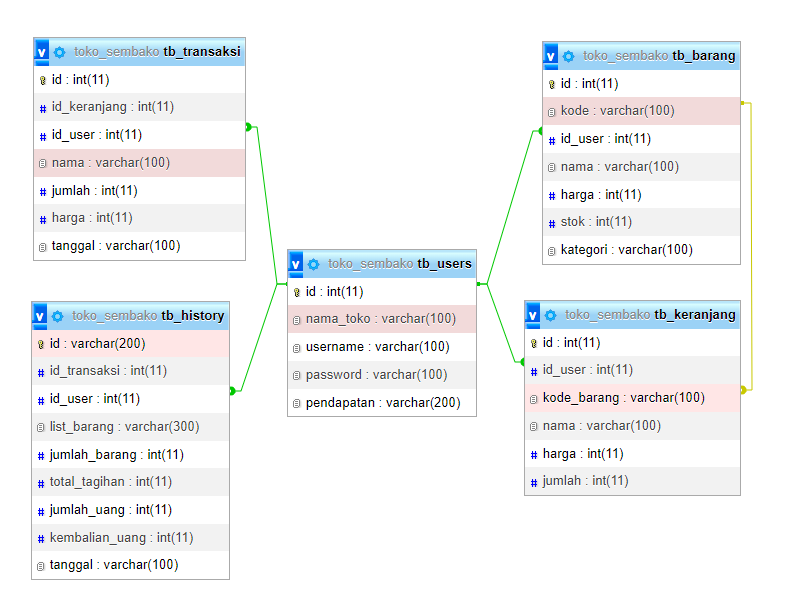 v toko_sembako tb_transaksi
id : int(11)
# id_keranjang : int(11)
# id_user : int(11)
nama : varchar(100)
# jumlah : int(11)
# harga : int(11)
tanggal : varchar(100)
v toko_sembako tb_history
id : varchar(200)
# id_transaksi : int(11)
# id_user : int(11)
list_barang : varchar(300)
# jumlah_barang : int(11)
# total_tagihan : int(11)
# jumlah_uang : int(11)
# kembalian_uang : int(11)
tanggal : varchar(100)
v toko_sembako tb_users
id : int(11)
nama_toko : varchar(100)
username : varchar(100)
password : varchar(100)
pendapatan : varchar(200)
v toko_sembako tb_barang
id : int(11)
kode : varchar(100)
# id_user : int(11)
nama : varchar(100)
# harga : int(11)
# stok : int(11)
kategori : varchar(100)
v toko_sembako tb_keranjang
id : int(11)
# id_user : int(11)
kode_barang : varchar(100)
nama : varchar(100)
# harga : int(11)
# jumlah : int(11)